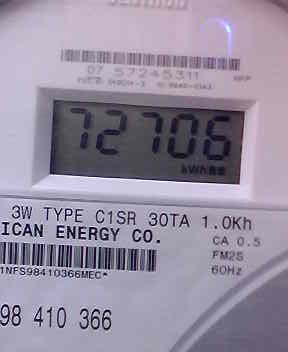 07 57245311
72706
kWh
3W TYPE C1SR 30TA 1.0Kh
ICAN ENERGY CO.
CA 0.5
FM2S
60Hz
1NFS98410366MEC*
98 410 366